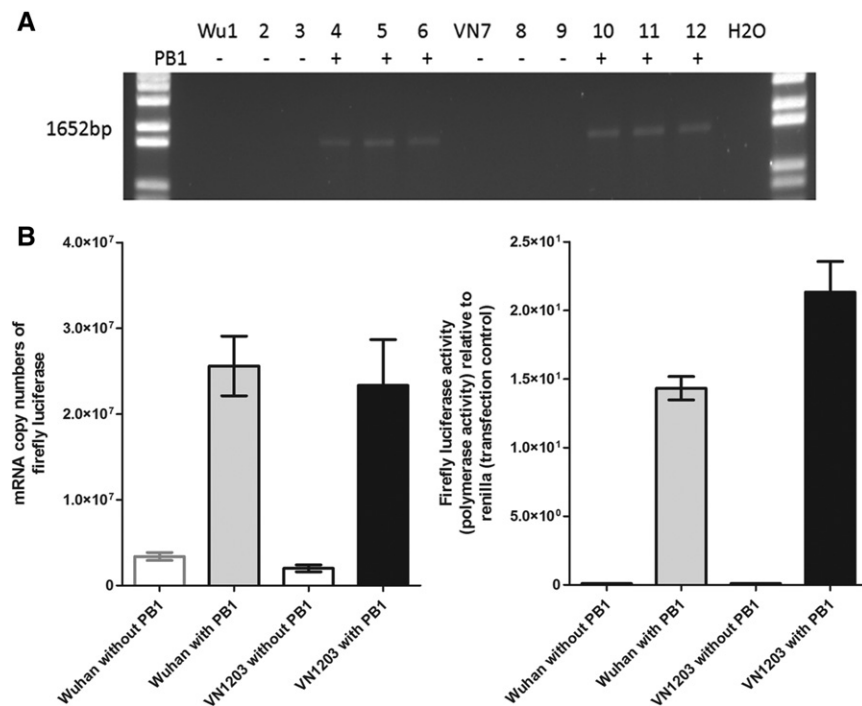 A
Wu1 2 3 4 5 6 VN7 8 9 10 11 12 H2O
PB1 - - - + + + - - - + + +
1652bp
B
mRNA copy numbers of
firefly luciferase
4.0×10⁷
3.0×10⁷
2.0×10⁷
1.0×10⁷
0
Wuhan without PB1
Wuhan with PB1
VN1203 without PB1
VN1203 with PB1
Firefly luciferase activity
(polymerase activity) relative to
renilla (transfection control)
2.5×10¹
2.0×10¹
1.5×10¹
1.0×10¹
5.0×10⁰
0
Wuhan without PB1
Wuhan with PB1
VN1203 without PB1
VN1203 with PB1